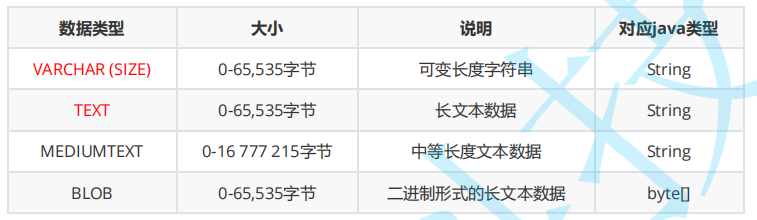 数据类型 大小 说明 对应java类型
VARCHAR (SIZE) 0-65,535字节 可变长度字符串 String
TEXT 0-65,535字节 长文本数据 String
MEDIUMTEXT 0-16 777 215字节 中等长度文本数据 String
BLOB 0-65,535字节 二进制形式的长文本数据 byte[]